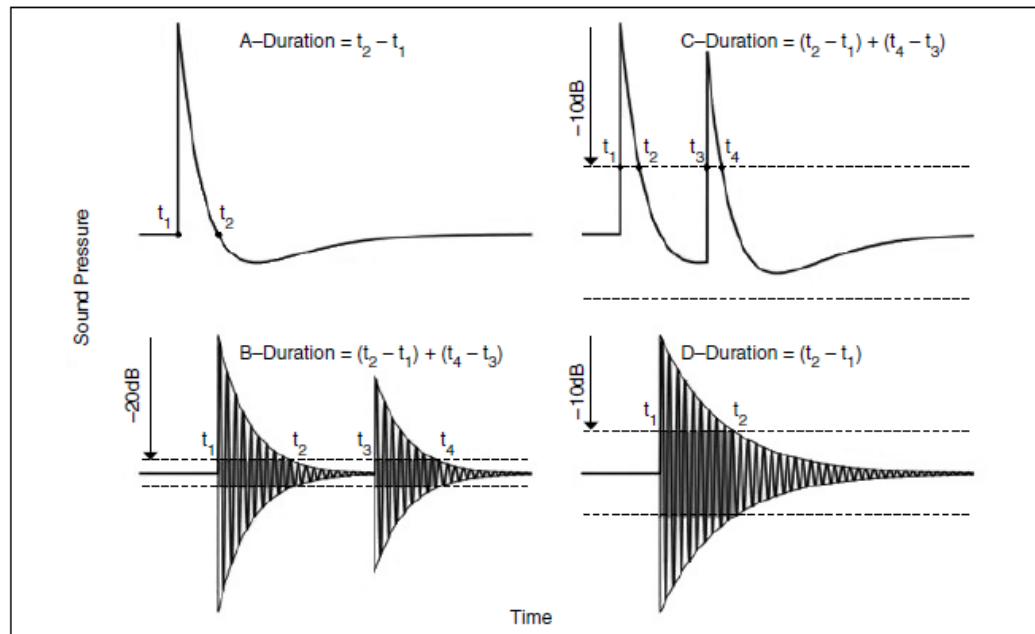 A–Duration = t₂ – t₁
t₁
t₂
C–Duration = (t₂ – t₁) + (t₄ – t₃)
–10dB
t₁
t₂
t₃
t₄
Sound Pressure
B–Duration = (t₂ – t₁) + (t₄ – t₃)
–20dB
t₁
t₂
t₃
t₄
D–Duration = (t₂ – t₁)
–10dB
t₁
t₂
Time